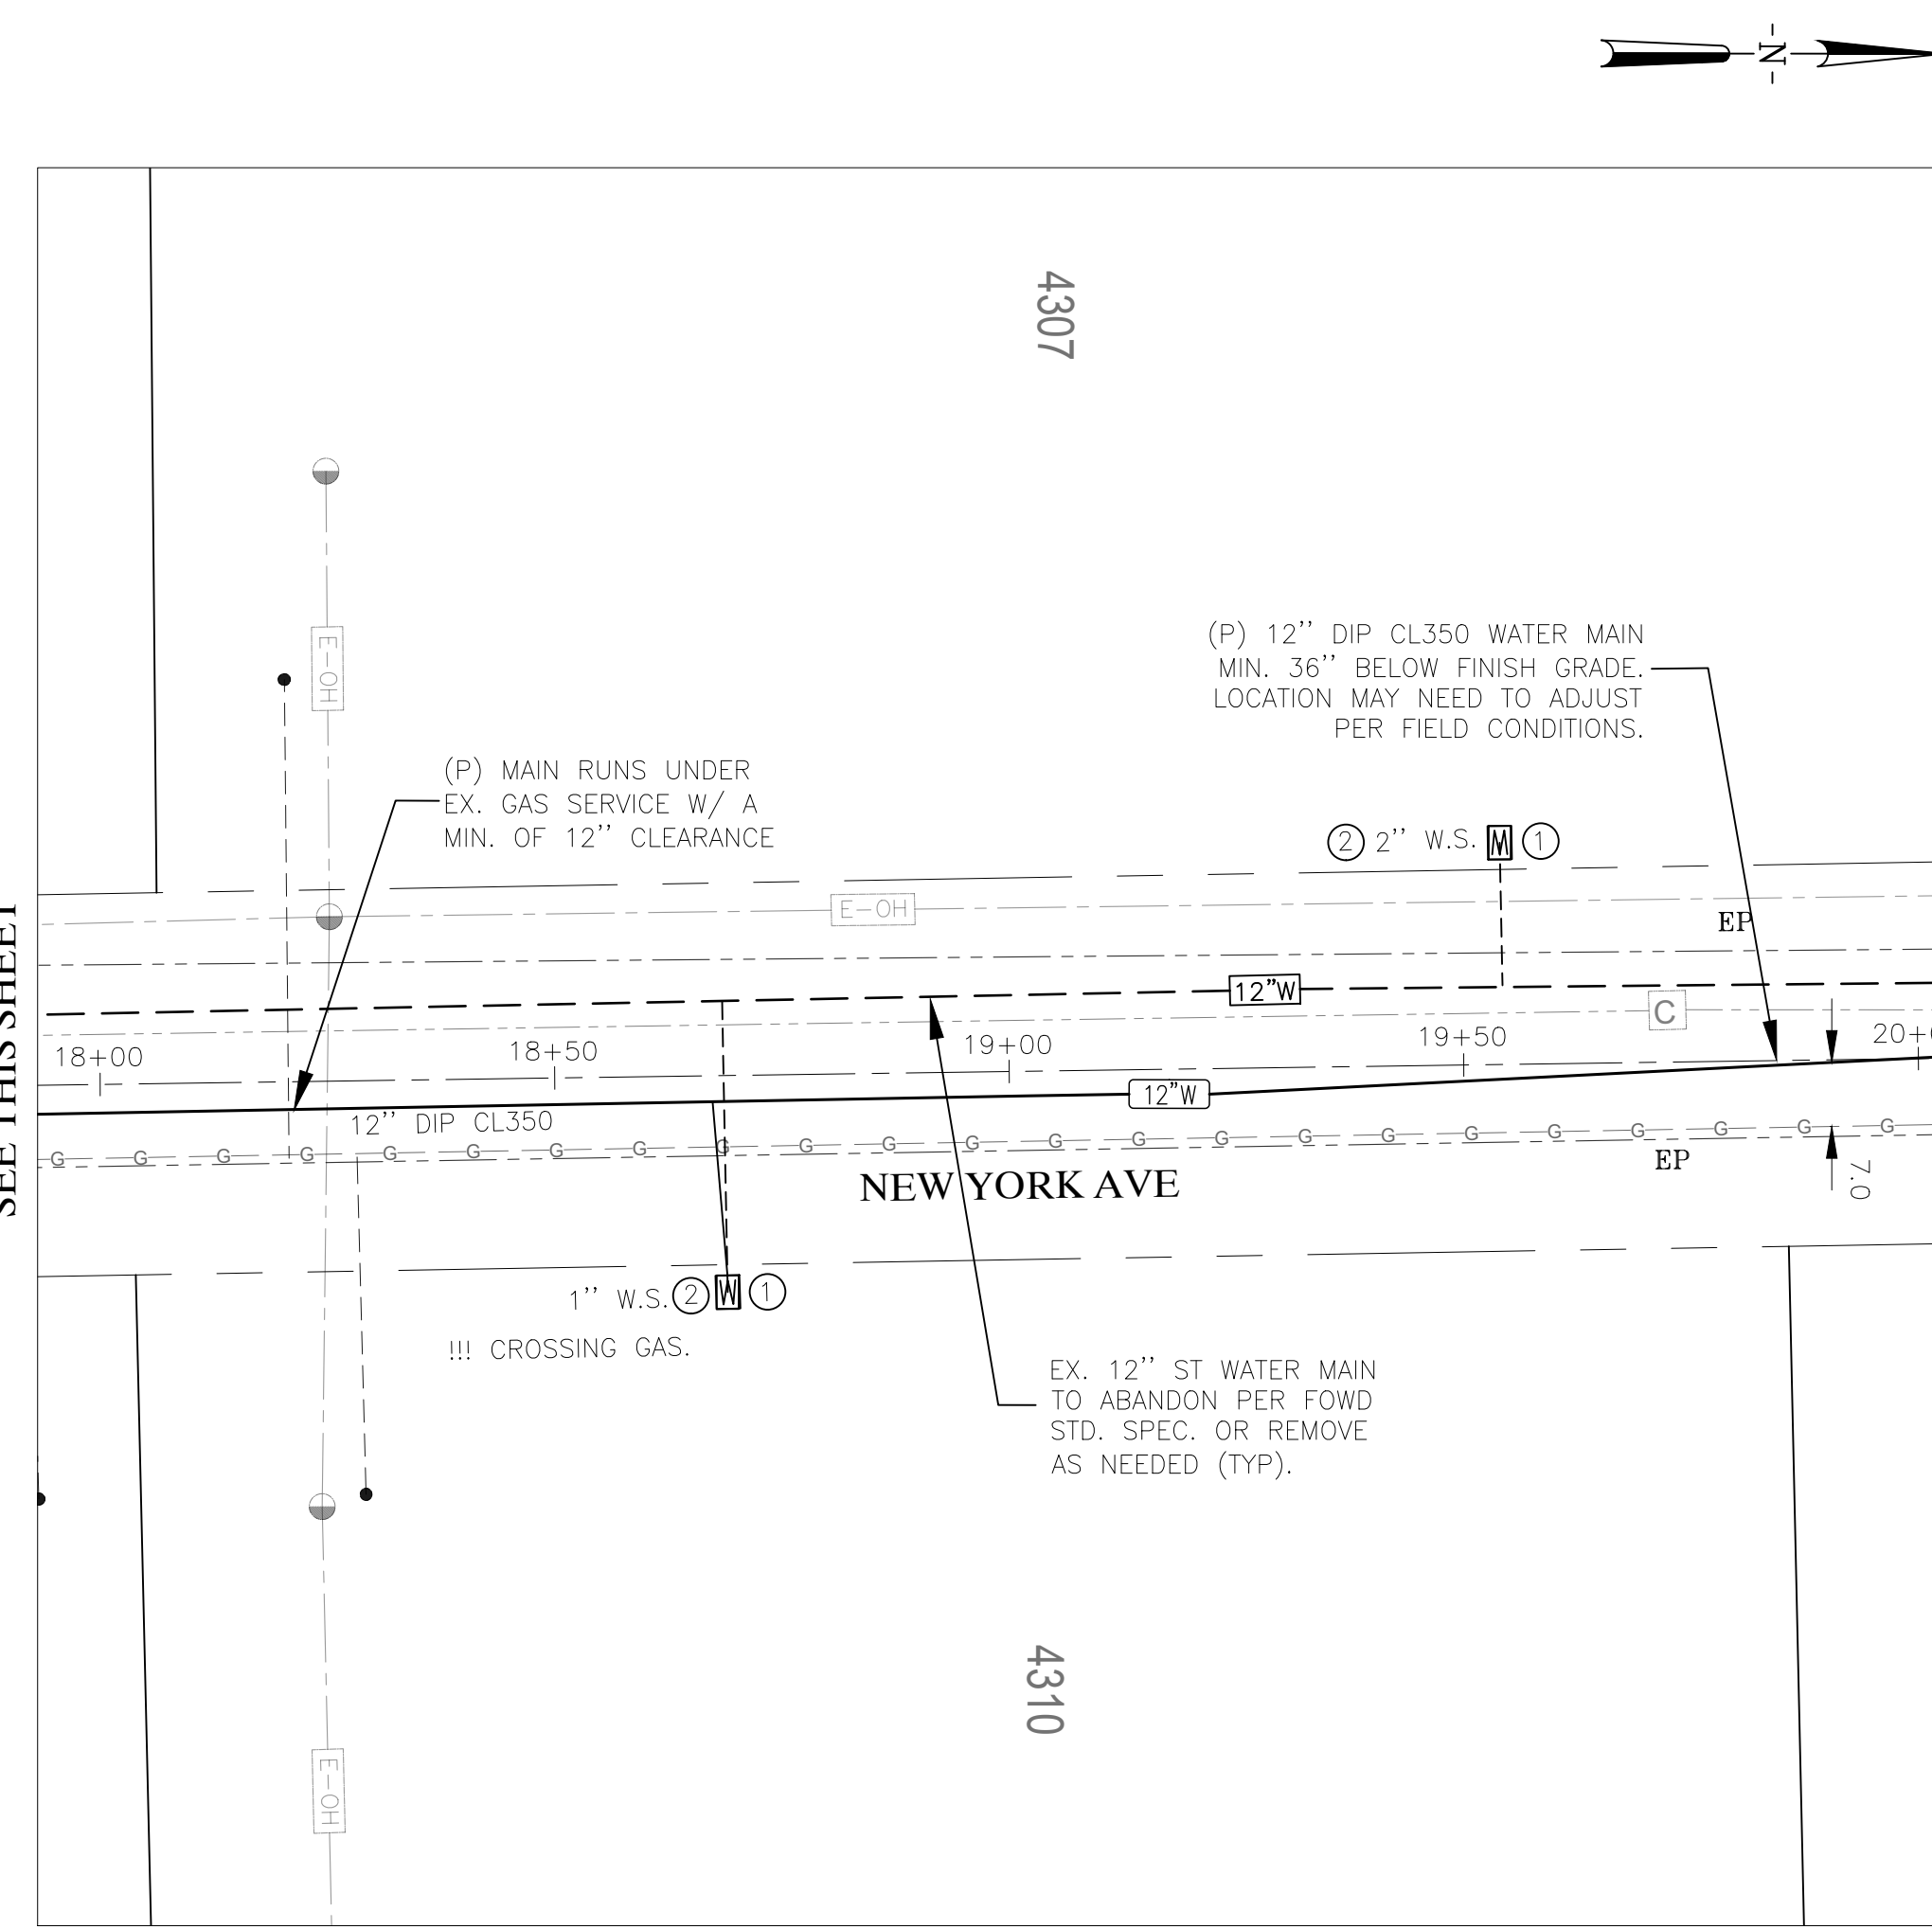 -N-
4307
E-OH
(P) 12'' DIP CL350 WATER MAIN
MIN. 36'' BELOW FINISH GRADE.
LOCATION MAY NEED TO ADJUST
PER FIELD CONDITIONS.
(P) MAIN RUNS UNDER
EX. GAS SERVICE W/ A
MIN. OF 12'' CLEARANCE
2 2'' W.S. M 1
E-OH
EP
SEE THIS SHEET
12"W
C
18+00
18+50
19+00
19+50
20+
12"W
12'' DIP CL350
G G G G G G G G G G G G G G G G G G G G G G G
EP
7.0
NEW YORK AVE
1'' W.S. 2 W 1
!!! CROSSING GAS.
EX. 12'' ST WATER MAIN
TO ABANDON PER FOWD
STD. SPEC. OR REMOVE
AS NEEDED (TYP).
4310
E-OH